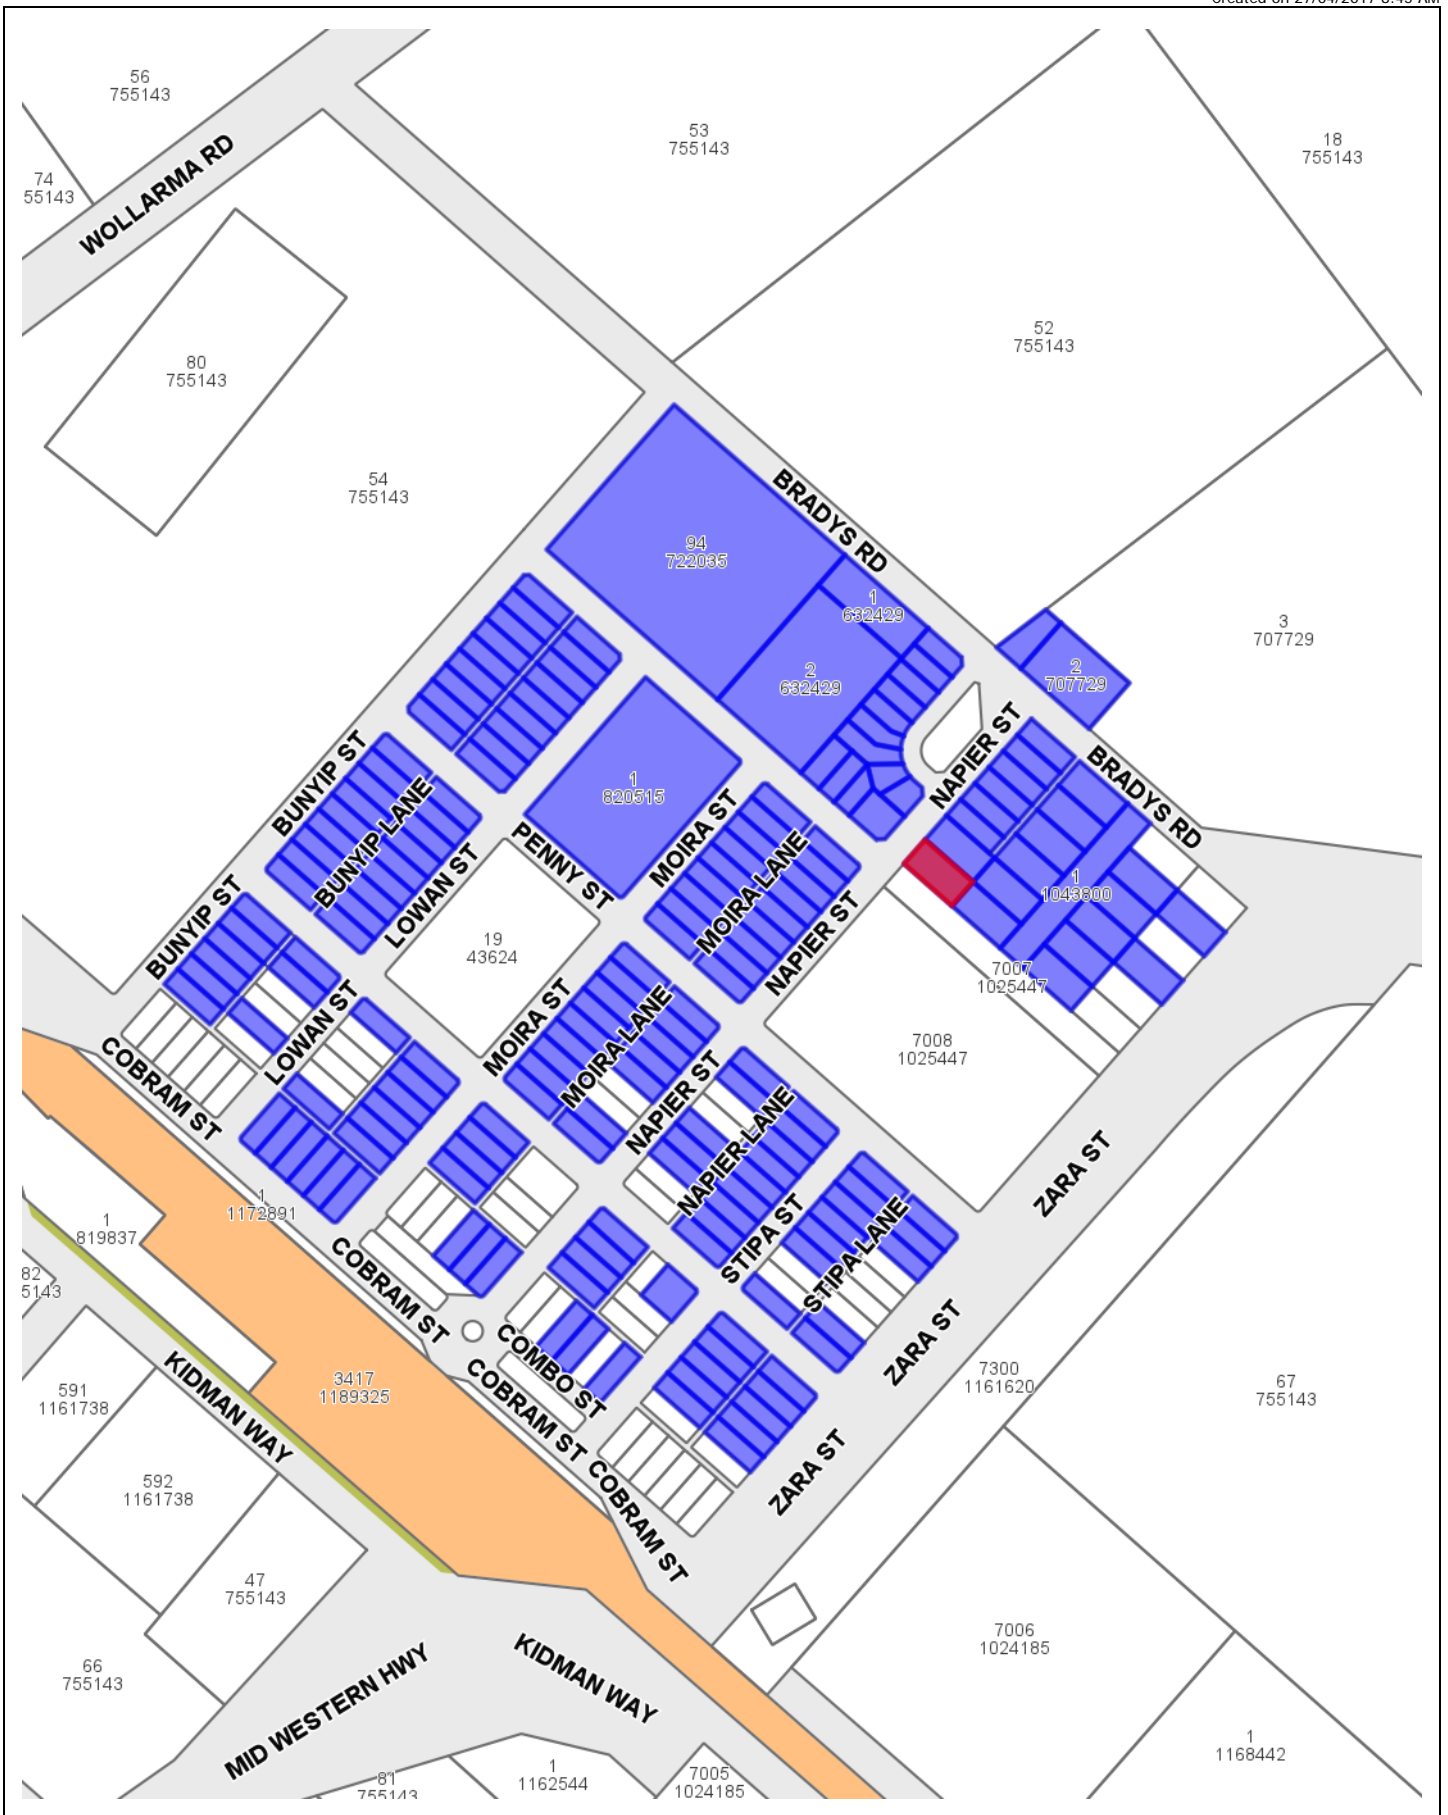 56
755143
53
755143
18
755143
74
55143
WOLLARMA RD
52
755143
80
755143
54
755143
BRADYS RD
94
722035
1
632429
2
632429
3
707729
2
707729
NAPIER ST
BRADYS RD
BUNYIP ST
BUNYIP LANE
1
820515
MOIRA ST
PENNY ST
MOIRA LANE
LOWAN ST
1
1043800
BUNYIP ST
NAPIER ST
19
43624
7007
1025447
LOWAN ST
MOIRA ST
MOIRA LANE
7008
1025447
COBRAM ST
NAPIER ST
NAPIER LANE
ZARA ST
1
1172891
1
819837
STIPA ST
STIPA LANE
82
5143
COBRAM ST
COMBO ST
ZARA ST
KIDMAN WAY
3417
1189325
COBRAM ST
7300
1161620
67
755143
591
1161738
592
1161738
COBRAM ST
ZARA ST
47
755143
7006
1024185
66
755143
MID WESTERN HWY
KIDMAN WAY
1
1168442
81
755143
1
1162544
7005
1024185